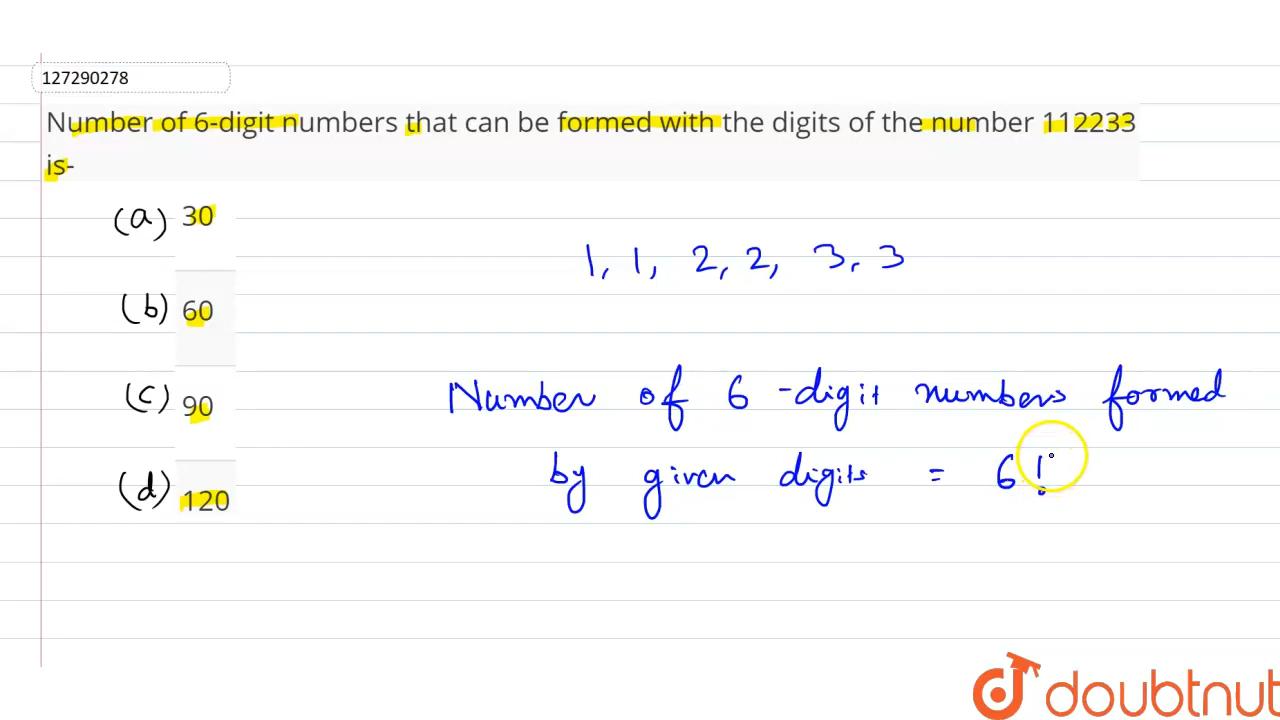 127290278
Number of 6-digit numbers that can be formed with the digits of the number 112233
is-
(a) 30
1, 1, 2, 2, 3, 3
(b) 60
(c) 90
Number of 6-digit numbers formed
by given digits = 6!
(d) 120
doubtnut